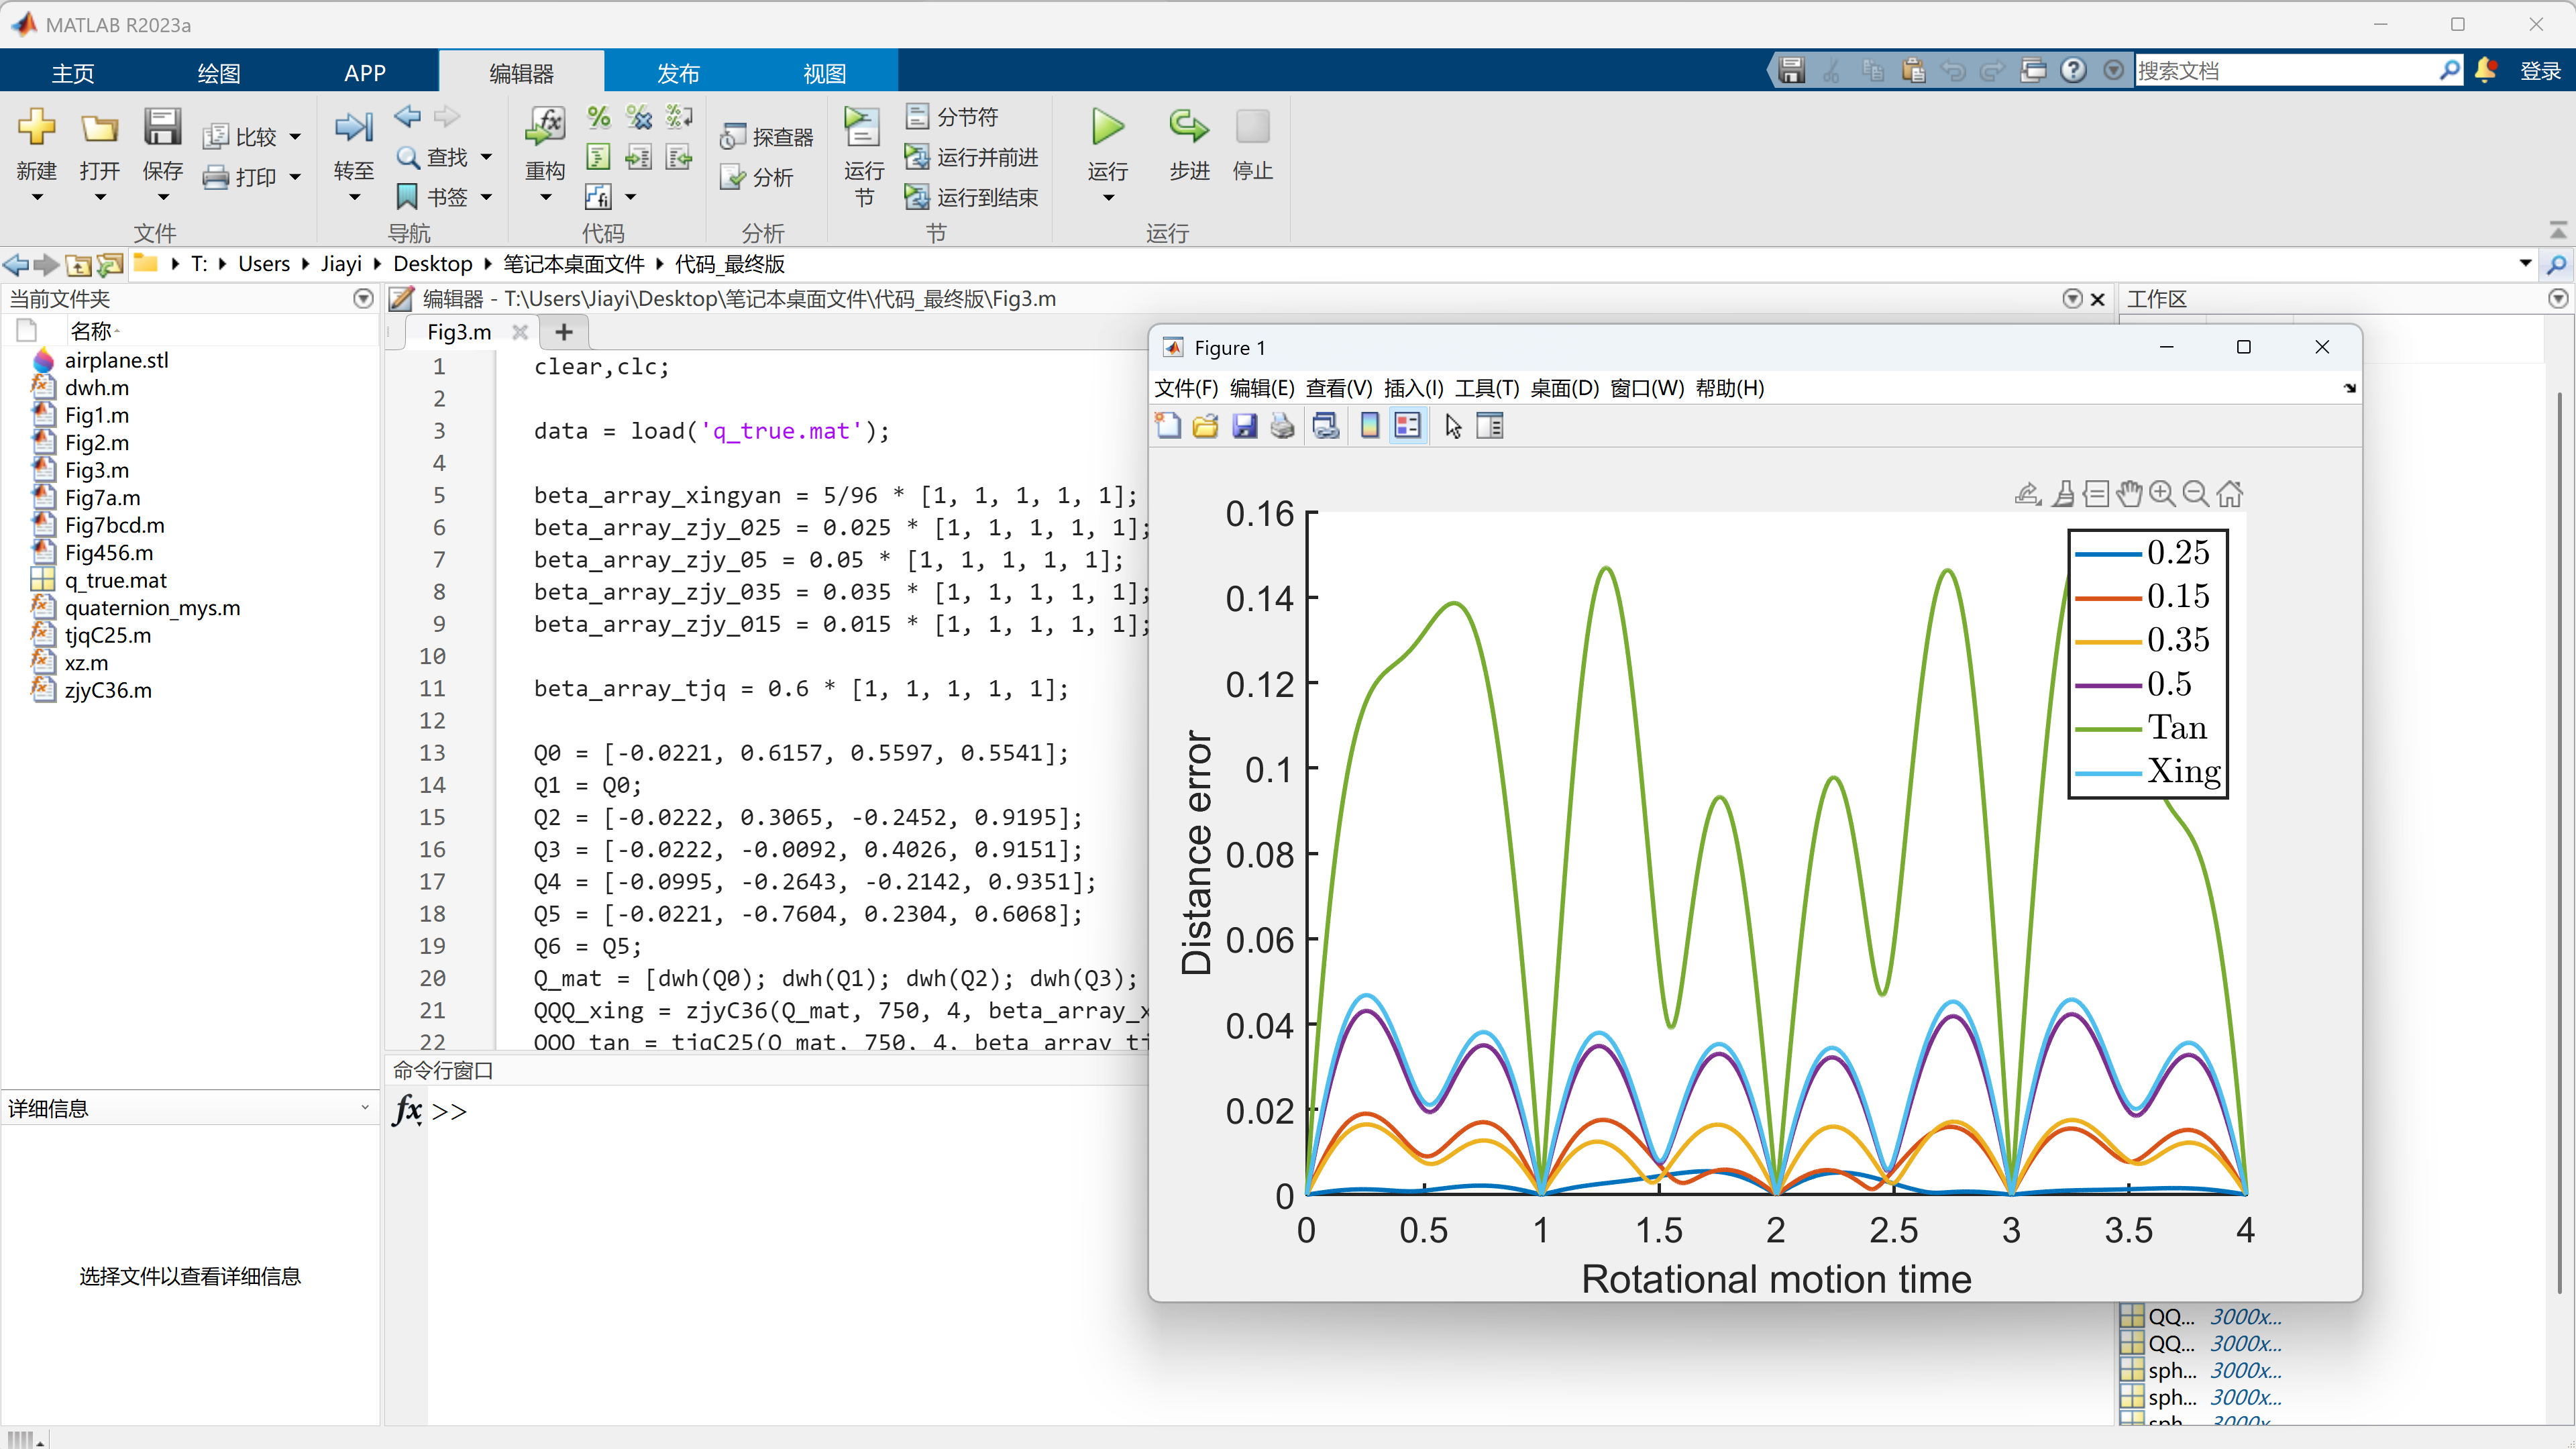 MATLAB R2023a
主页 绘图 APP 编辑器 发布 视图
搜索文档
登录
新建 打开 保存 比较 打印
文件
转至 查找 书签
导航
重构
代码
探查器 分析
分析
运行节 分节符 运行并前进 运行到结束
节
运行 步进 停止
运行
T: Users Jiayi Desktop 笔记本桌面文件 代码_最终版
当前文件夹
名称
airplane.stl
dwh.m
Fig1.m
Fig2.m
Fig3.m
Fig7a.m
Fig7bcd.m
Fig456.m
q_true.mat
quaternion_mys.m
tjqC25.m
xz.m
zjyC36.m
详细信息
选择文件以查看详细信息
编辑器 - T:\Users\Jiayi\Desktop\笔记本桌面文件\代码_最终版\Fig3.m
Fig3.m
1 clear,clc;
2
3 data = load('q_true.mat');
4
5 beta_array_xingyan = 5/96 * [1, 1, 1, 1, 1];
6 beta_array_zjy_025 = 0.025 * [1, 1, 1, 1, 1];
7 beta_array_zjy_05 = 0.05 * [1, 1, 1, 1, 1];
8 beta_array_zjy_035 = 0.035 * [1, 1, 1, 1, 1];
9 beta_array_zjy_015 = 0.015 * [1, 1, 1, 1, 1];
10
11 beta_array_tjq = 0.6 * [1, 1, 1, 1, 1];
12
13 Q0 = [-0.0221, 0.6157, 0.5597, 0.5541];
14 Q1 = Q0;
15 Q2 = [-0.0222, 0.3065, -0.2452, 0.9195];
16 Q3 = [-0.0222, -0.0092, 0.4026, 0.9151];
17 Q4 = [-0.0995, -0.2643, -0.2142, 0.9351];
18 Q5 = [-0.0221, -0.7604, 0.2304, 0.6068];
19 Q6 = Q5;
20 Q_mat = [dwh(Q0); dwh(Q1); dwh(Q2); dwh(Q3);
21 QQQ_xing = zjyC36(Q_mat, 750, 4, beta_array_x
22 QQQ_tan = tjqC25(Q_mat, 750, 4, beta_array_tj
命令行窗口
fx >>
工作区
QQ... 3000x...
QQ... 3000x...
sph... 3000x...
sph... 3000x...
sph... 3000x...
Figure 1
文件(F) 编辑(E) 查看(V) 插入(I) 工具(T) 桌面(D) 窗口(W) 帮助(H)
0.16
0.14
0.12
0.1
0.08
0.06
0.04
0.02
0
Distance error
0 0.5 1 1.5 2 2.5 3 3.5 4
Rotational motion time
0.25
0.15
0.35
0.5
Tan
Xing